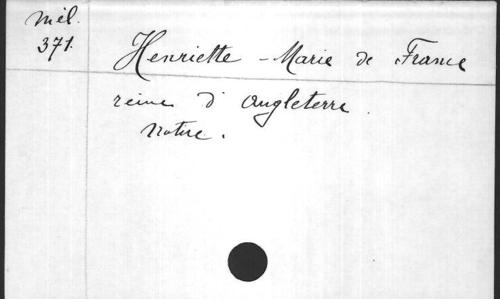 Mél.
371.
Henriette-Marie de France
reine d'Angleterre.
Notice.